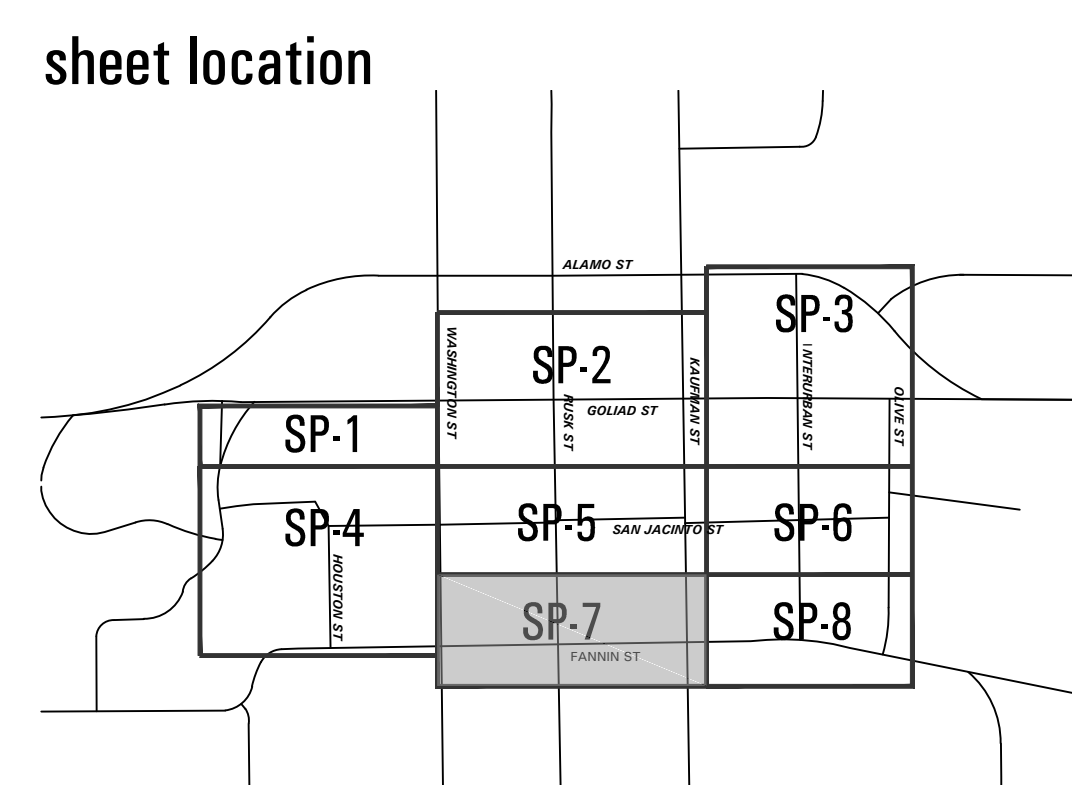 sheet location
ALAMO ST
SP-3
SP-2
WASHINGTON ST
KAUFMAN ST
INTERURBAN ST
OLIVE ST
RUSK ST
GOLIAD ST
SP-1
SP-4
SP-5
SAN JACINTO ST
SP-6
HOUSTON ST
SP-7
SP-8
FANNIN ST